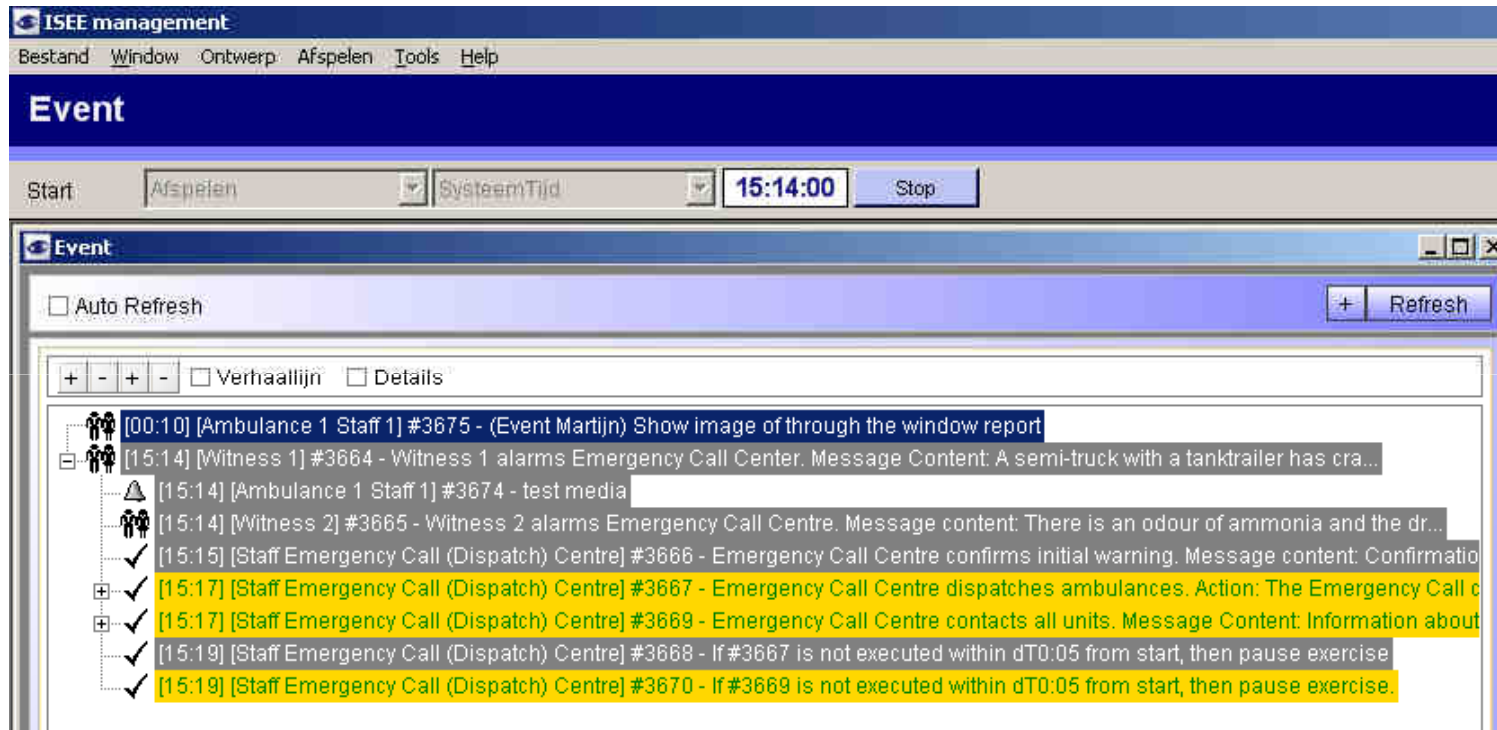 ISEE management
Bestand Window Ontwerp Afspelen Tools Help
Event
Start Afspelen SysteemTijd 15:14:00 Stop
Event
Auto Refresh + Refresh
+ - + - Verhaallijn Details
[00:10] [Ambulance 1 Staff 1] #3675 - (Event Martijn) Show image of through the window report
[15:14] [Witness 1] #3664 - Witness 1 alarms Emergency Call Center. Message Content: A semi-truck with a tanktrailer has cra...
[15:14] [Ambulance 1 Staff 1] #3674 - test media
[15:14] [Witness 2] #3665 - Witness 2 alarms Emergency Call Centre. Message content: There is an odour of ammonia and the dr...
[15:15] [Staff Emergency Call (Dispatch) Centre] #3666 - Emergency Call Centre confirms initial warning. Message content: Confirmatio
[15:17] [Staff Emergency Call (Dispatch) Centre] #3667 - Emergency Call Centre dispatches ambulances. Action: The Emergency Call c
[15:17] [Staff Emergency Call (Dispatch) Centre] #3669 - Emergency Call Centre contacts all units. Message Content: Information about
[15:19] [Staff Emergency Call (Dispatch) Centre] #3668 - If #3667 is not executed within dT0:05 from start, then pause exercise
[15:19] [Staff Emergency Call (Dispatch) Centre] #3670 - If #3669 is not executed within dT0:05 from start, then pause exercise.